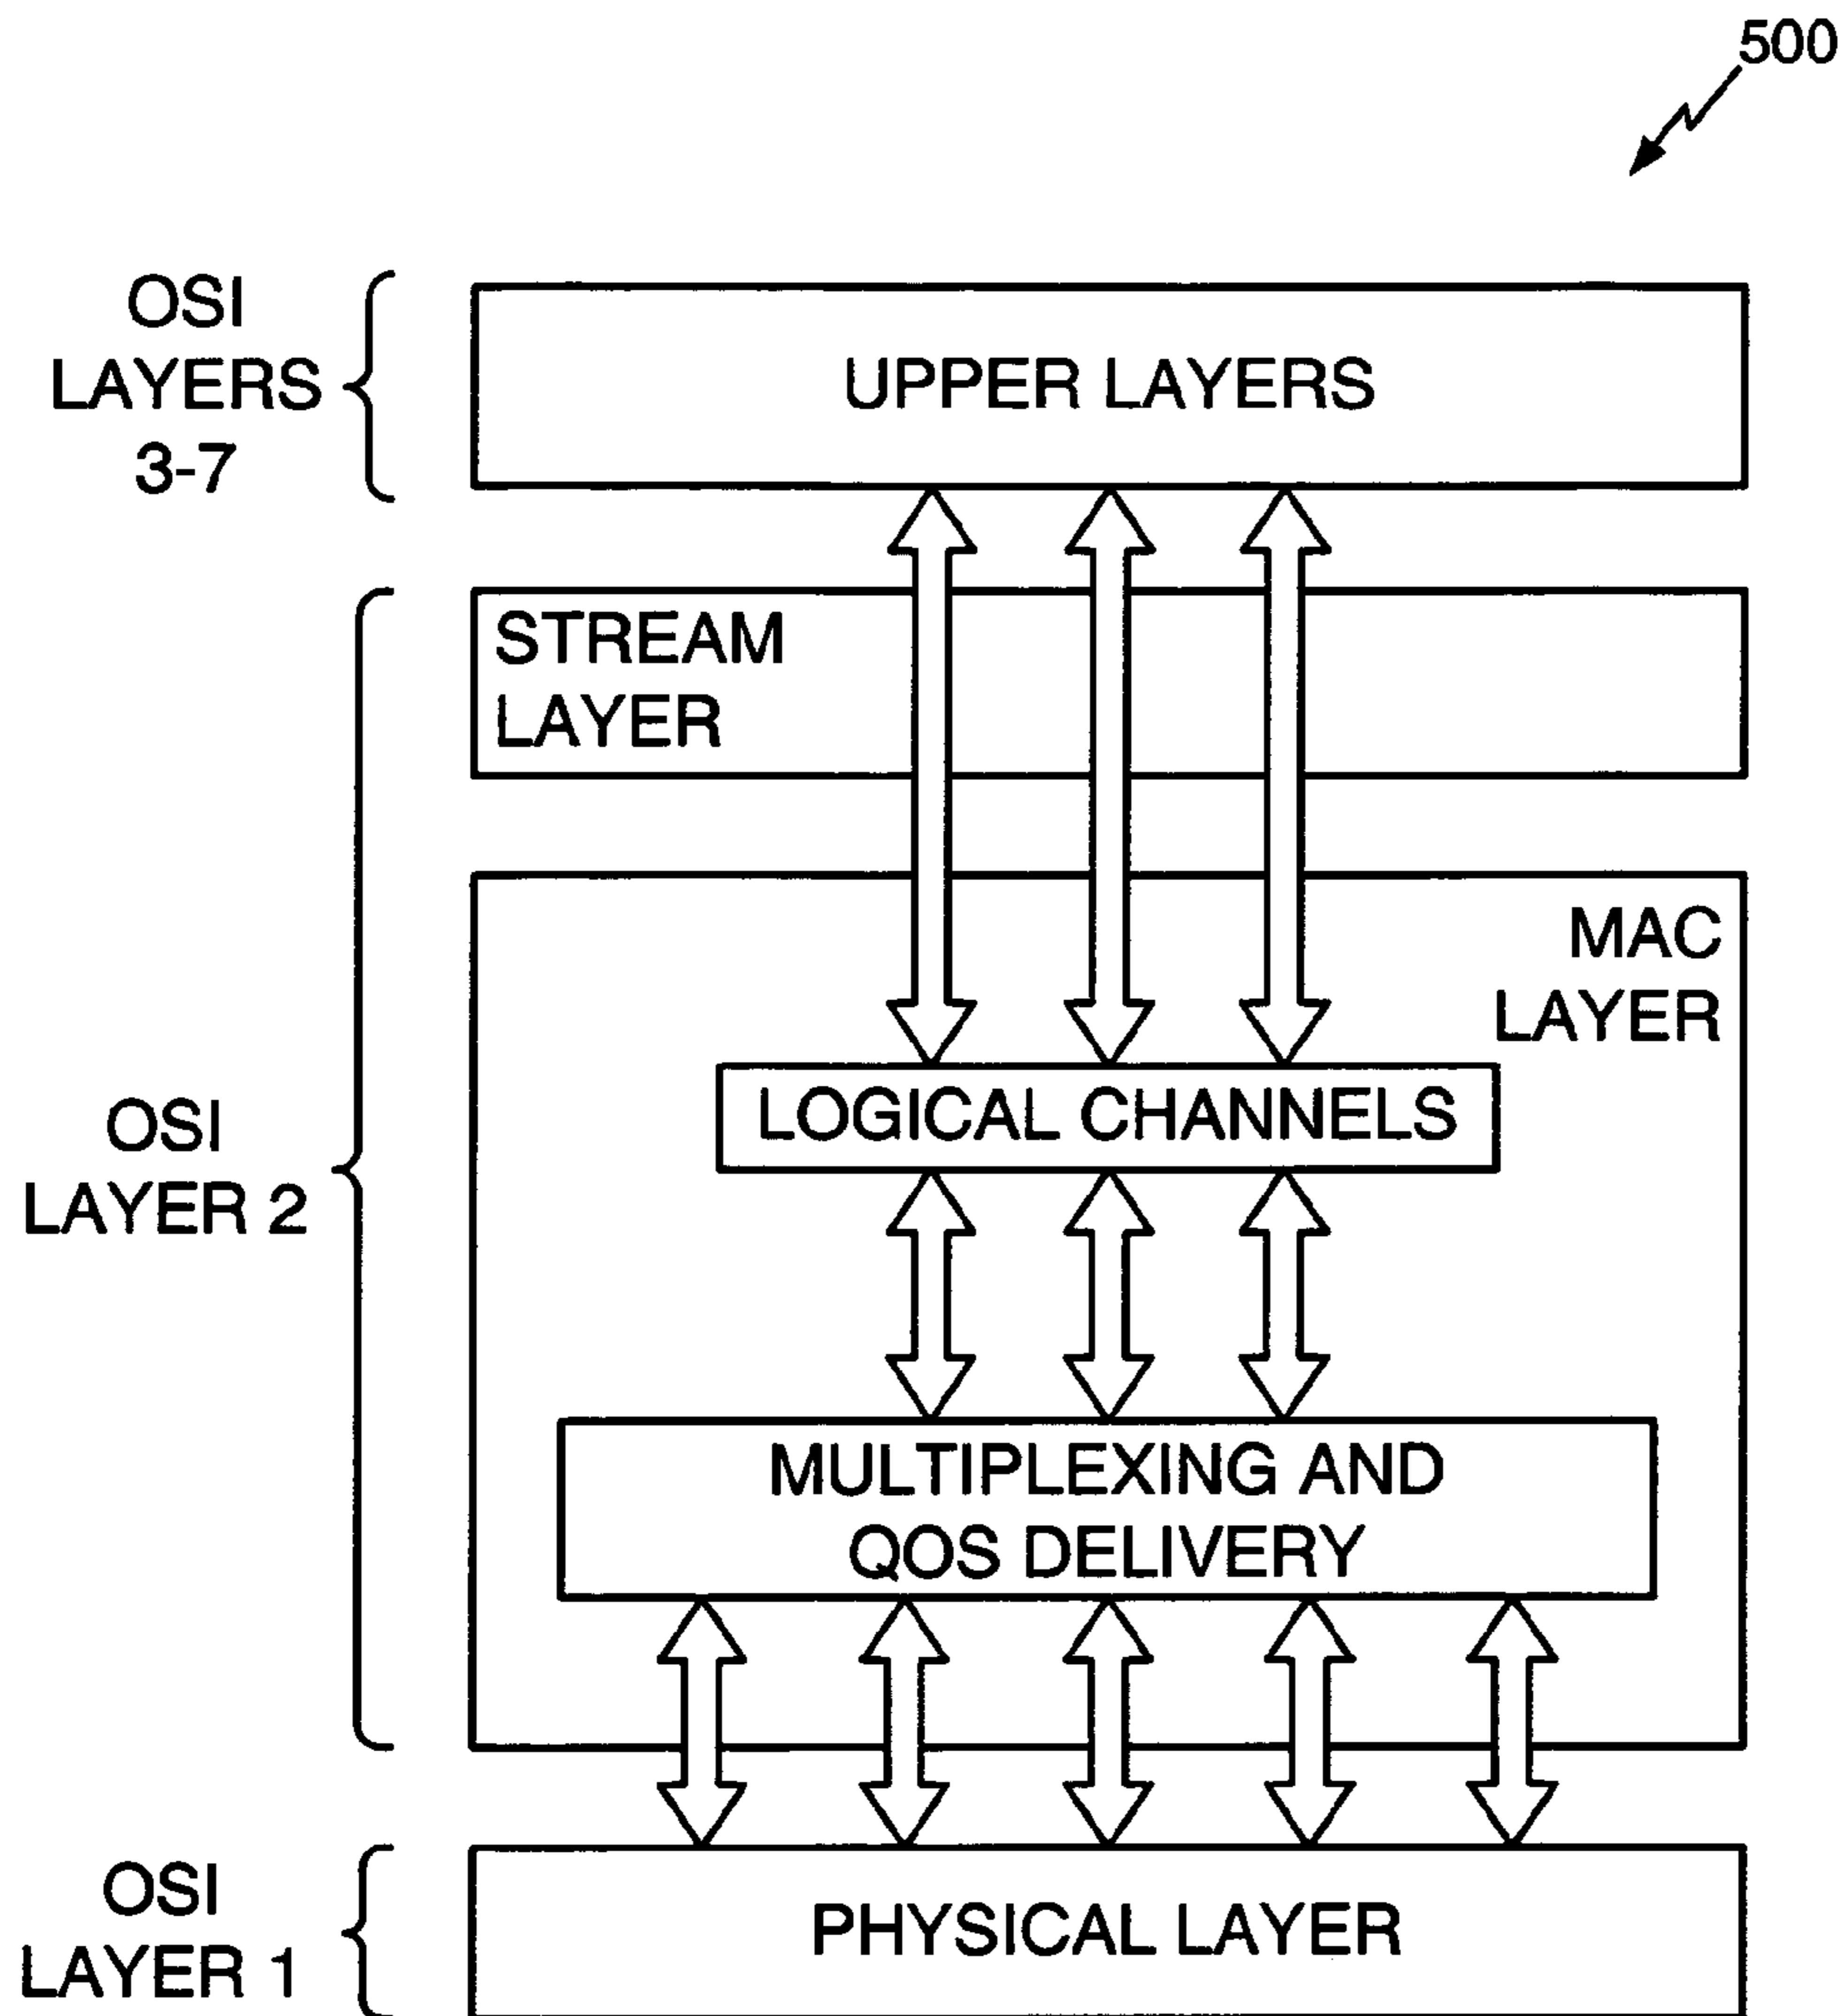 500
OSI
LAYERS
3-7
UPPER LAYERS
STREAM
LAYER
MAC
LAYER
LOGICAL CHANNELS
OSI
LAYER 2
MULTIPLEXING AND
QOS DELIVERY
OSI
LAYER 1
PHYSICAL LAYER